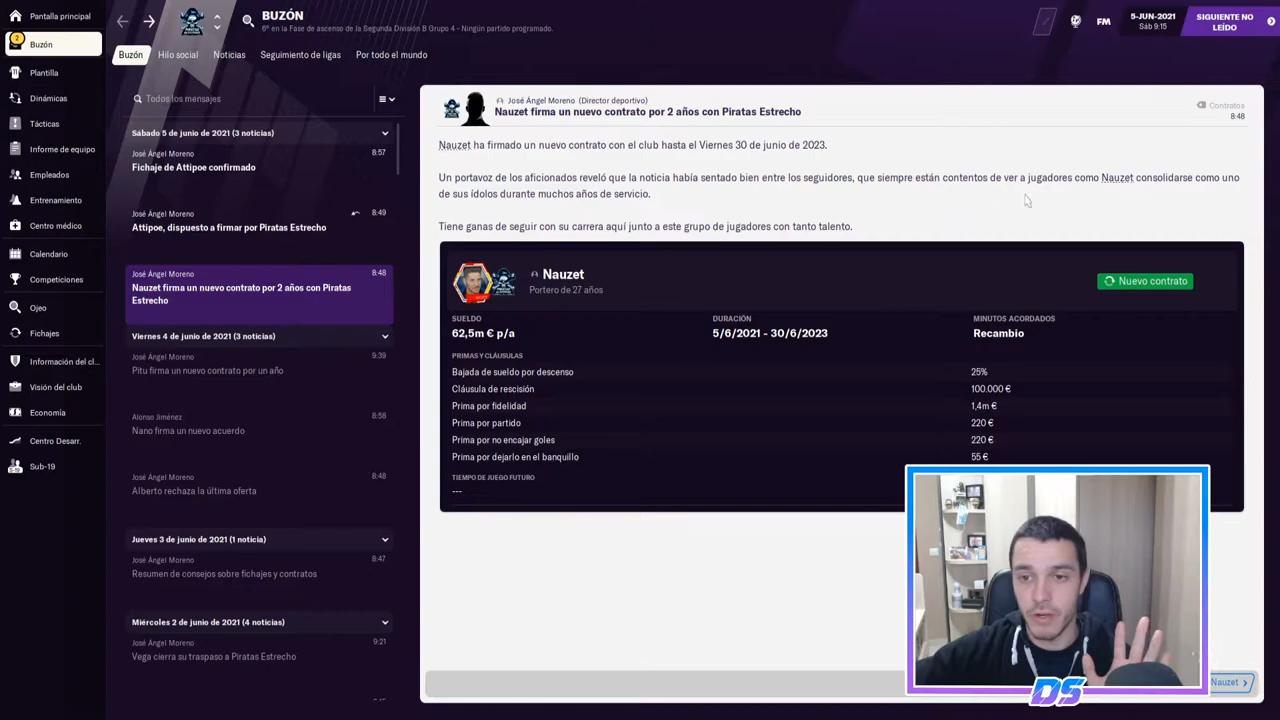 Pantalla principal
2
Buzón
Plantilla
Dinámicas
Tácticas
Informe de equipo
Empleados
Entrenamiento
Centro médico
Calendario
Competiciones
Ojeo
Fichajes
Información del cl...
Visión del club
Economía
Centro Desarr.
Sub-19
BUZÓN
6º en la Fase de ascenso de la Segunda División B Grupo 4 - Ningún partido programado.
FM
5-JUN-2021
Sáb 9:15
SIGUIENTE NO
LEÍDO
Buzón
Hilo social
Noticias
Seguimiento de ligas
Por todo el mundo
Todos los mensajes
Sábado 5 de junio de 2021 (3 noticias)
José Ángel Moreno 8:57
Fichaje de Attipoe confirmado
José Ángel Moreno 8:49
Attipoe, dispuesto a firmar por Piratas Estrecho
José Ángel Moreno 8:48
Nauzet firma un nuevo contrato por 2 años con Piratas
Estrecho
Viernes 4 de junio de 2021 (3 noticias)
José Ángel Moreno 9:39
Pitu firma un nuevo contrato por un año
Alonso Jiménez 8:58
Nano firma un nuevo acuerdo
José Ángel Moreno 8:48
Alberto rechaza la última oferta
Jueves 3 de junio de 2021 (1 noticia)
José Ángel Moreno 8:47
Resumen de consejos sobre fichajes y contratos
Miércoles 2 de junio de 2021 (4 noticias)
José Ángel Moreno 9:21
Vega cierra su traspaso a Piratas Estrecho
José Ángel Moreno (Director deportivo)
Nauzet firma un nuevo contrato por 2 años con Piratas Estrecho
Contratos
8:48
Nauzet ha firmado un nuevo contrato con el club hasta el Viernes 30 de junio de 2023.
Un portavoz de los aficionados reveló que la noticia había sentado bien entre los seguidores, que siempre están contentos de ver a jugadores como Nauzet consolidarse como uno
de sus ídolos durante muchos años de servicio.
Tiene ganas de seguir con su carrera aquí junto a este grupo de jugadores con tanto talento.
Nauzet
Portero de 27 años
Nuevo contrato
SUELDO
62,5m € p/a
DURACIÓN
5/6/2021 - 30/6/2023
MINUTOS ACORDADOS
Recambio
PRIMAS Y CLÁUSULAS
Bajada de sueldo por descenso 25%
Cláusula de rescisión 100.000 €
Prima por fidelidad 1,4m €
Prima por partido 220 €
Prima por no encajar goles 220 €
Prima por dejarlo en el banquillo 55 €
TIEMPO DE JUEGO FUTURO
---
Nauzet
DS